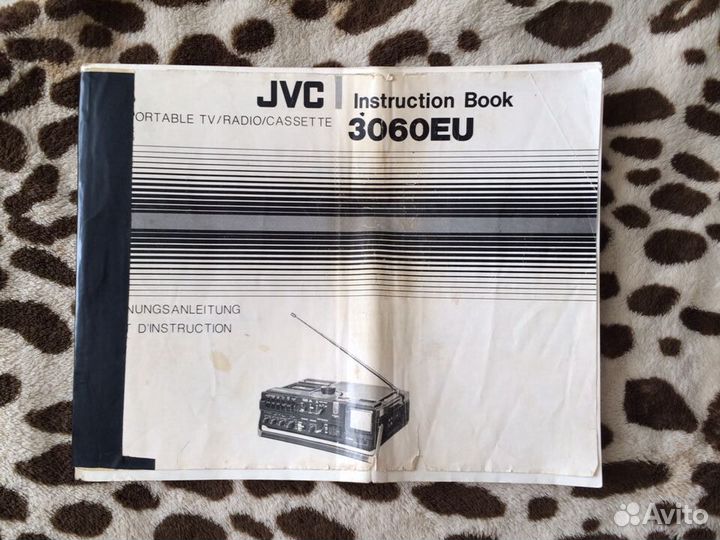 JVC Instruction Book
ORTABLE TV/RADIO/CASSETTE 3060EU
NUNGSANLEITUNG
T D'INSTRUCTION
Avito